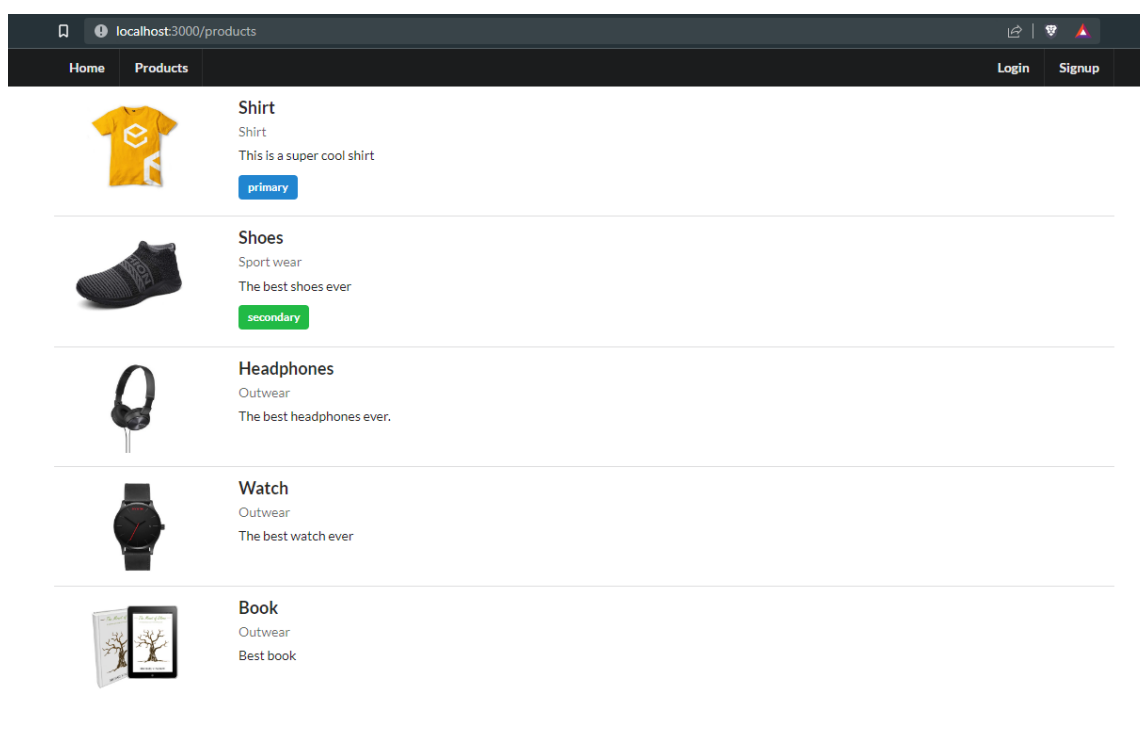 localhost:3000/products
Home Products Login Signup
Shirt
Shirt
This is a super cool shirt
primary
Shoes
Sport wear
The best shoes ever
secondary
Headphones
Outwear
The best headphones ever.
Watch
Outwear
The best watch ever
Book
Outwear
Best book